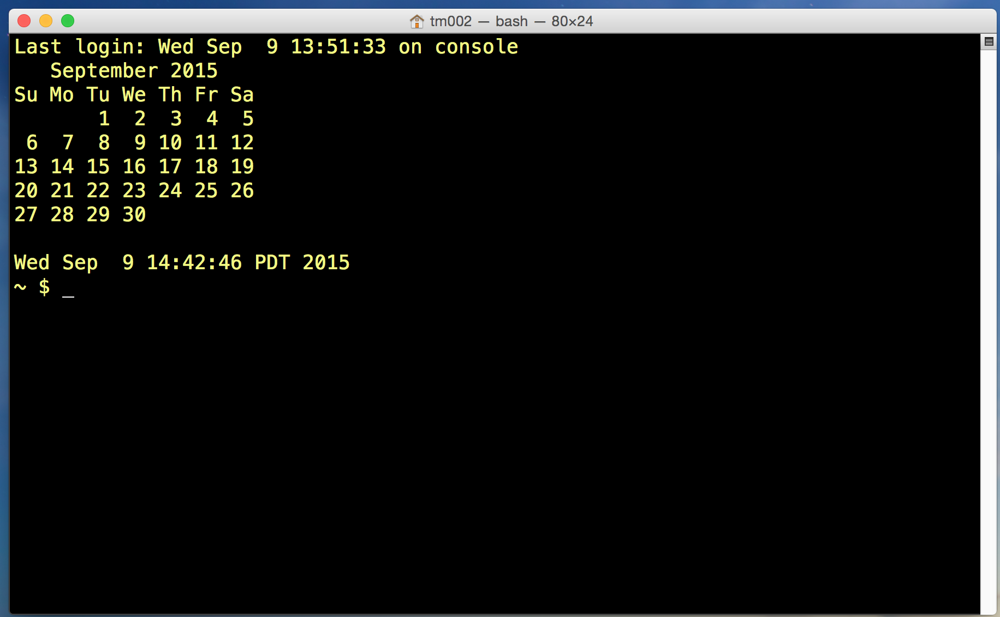 tm002 — bash — 80×24
Last login: Wed Sep  9 13:51:33 on console
   September 2015
Su Mo Tu We Th Fr Sa
       1  2  3  4  5
 6  7  8  9 10 11 12
13 14 15 16 17 18 19
20 21 22 23 24 25 26
27 28 29 30

Wed Sep  9 14:42:46 PDT 2015
~ $ _